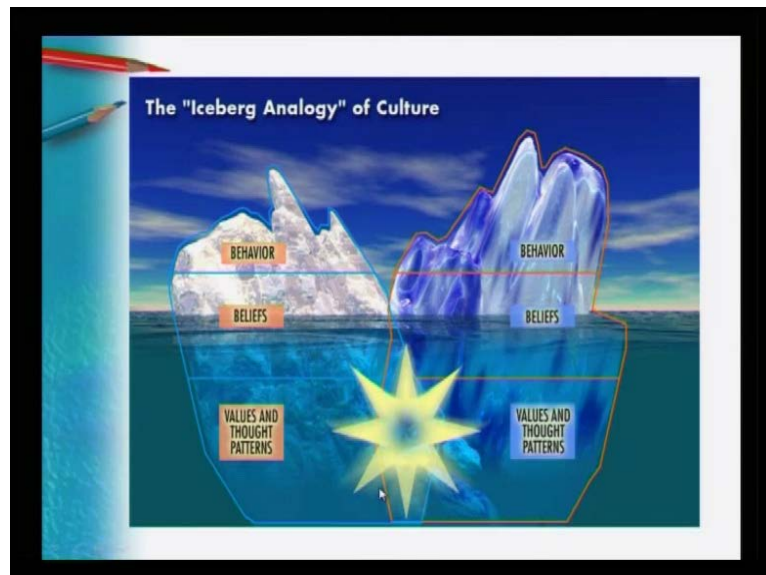 The "Iceberg Analogy" of Culture
BEHAVIOR
BEHAVIOR
BELIEFS
BELIEFS
VALUES AND
THOUGHT
PATTERNS
VALUES AND
THOUGHT
PATTERNS